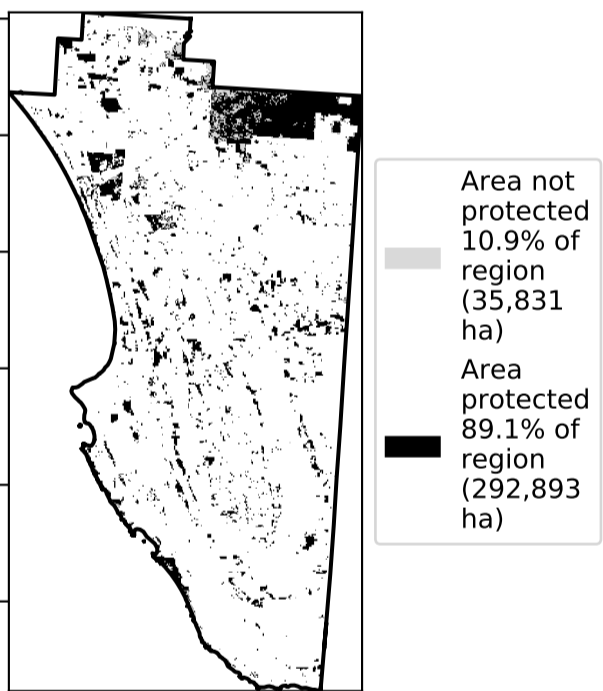 Area not
protected
10.9% of
region
(35,831
ha)
Area
protected
89.1% of
region
(292,893
ha)